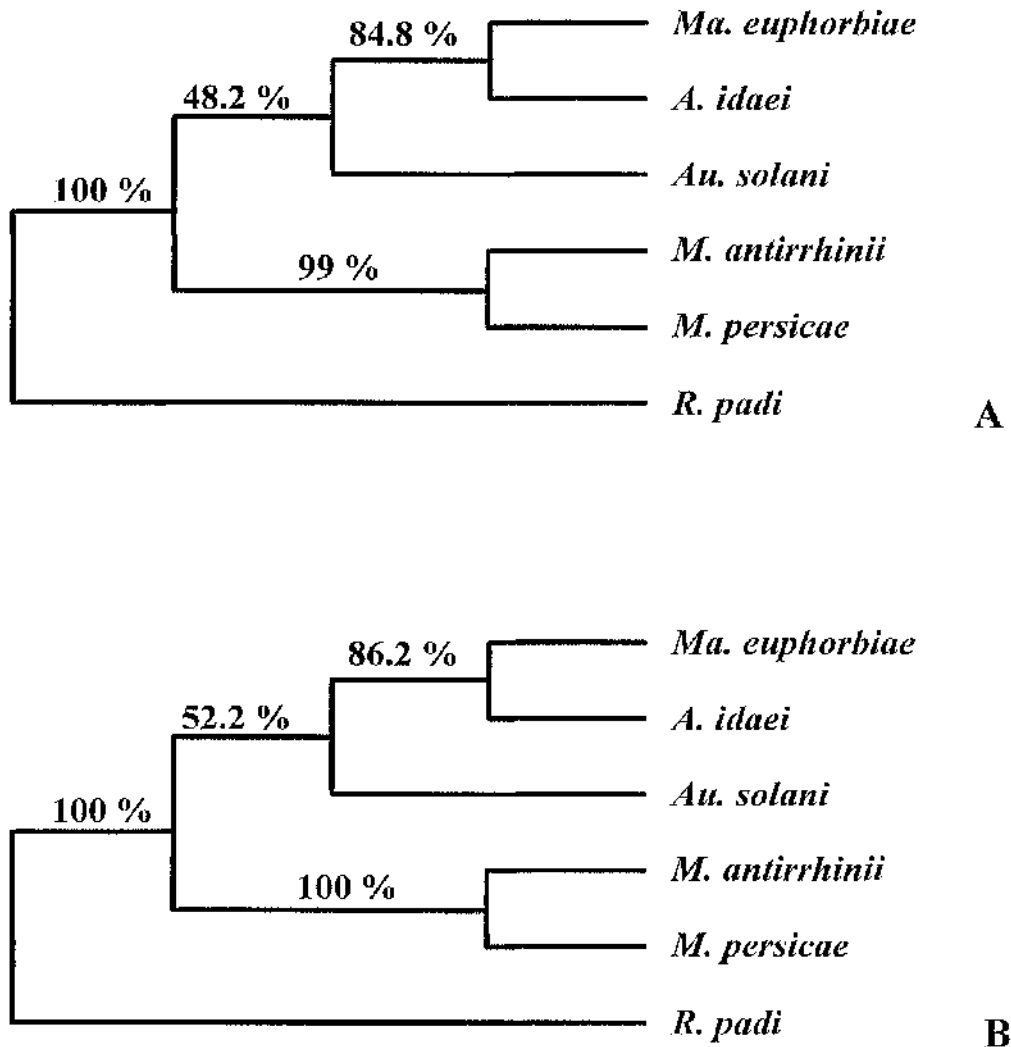 84.8 %
Ma. euphorbiae
48.2 %
A. idaei
100 %
Au. solani
99 %
M. antirrhinii
M. persicae
R. padi
A
86.2 %
Ma. euphorbiae
52.2 %
A. idaei
100 %
Au. solani
100 %
M. antirrhinii
M. persicae
R. padi
B